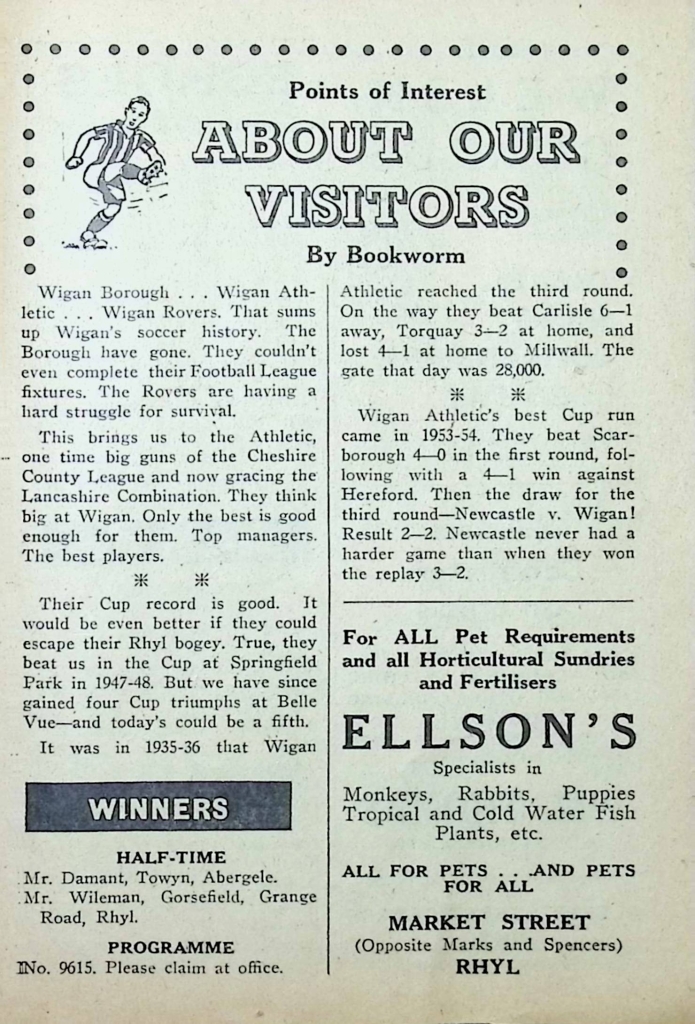 Points of Interest
ABOUT OUR
VISITORS
By Bookworm
Wigan Borough . . . Wigan Ath-
letic . . . Wigan Rovers. That sums
up Wigan's soccer history. The
Borough have gone. They couldn't
even complete their Football League
fixtures. The Rovers are having a
hard struggle for survival.
This brings us to the Athletic,
one time big guns of the Cheshire
County League and now gracing the
Lancashire Combination. They think
big at Wigan. Only the best is good
enough for them. Top managers.
The best players.
※ ※
Their Cup record is good. It
would be even better if they could
escape their Rhyl bogey. True, they
beat us in the Cup at Springfield
Park in 1947-48. But we have since
gained four Cup triumphs at Belle
Vue—and today's could be a fifth.
It was in 1935-36 that Wigan
Athletic reached the third round.
On the way they beat Carlisle 6—1
away, Torquay 3—2 at home, and
lost 4—1 at home to Millwall. The
gate that day was 28,000.
※ ※
Wigan Athletic's best Cup run
came in 1953-54. They beat Scar-
borough 4—0 in the first round, fol-
lowing with a 4—1 win against
Hereford. Then the draw for the
third round—Newcastle v. Wigan!
Result 2—2. Newcastle never had a
harder game than when they won
the replay 3—2.
WINNERS
HALF-TIME
Mr. Damant, Towyn, Abergele.
Mr. Wileman, Gorsefield, Grange
Road, Rhyl.
PROGRAMME
No. 9615. Please claim at office.
For ALL Pet Requirements
and all Horticultural Sundries
and Fertilisers
ELLSON'S
Specialists in
Monkeys, Rabbits, Puppies
Tropical and Cold Water Fish
Plants, etc.
ALL FOR PETS . . .AND PETS
FOR ALL
MARKET STREET
(Opposite Marks and Spencers)
RHYL